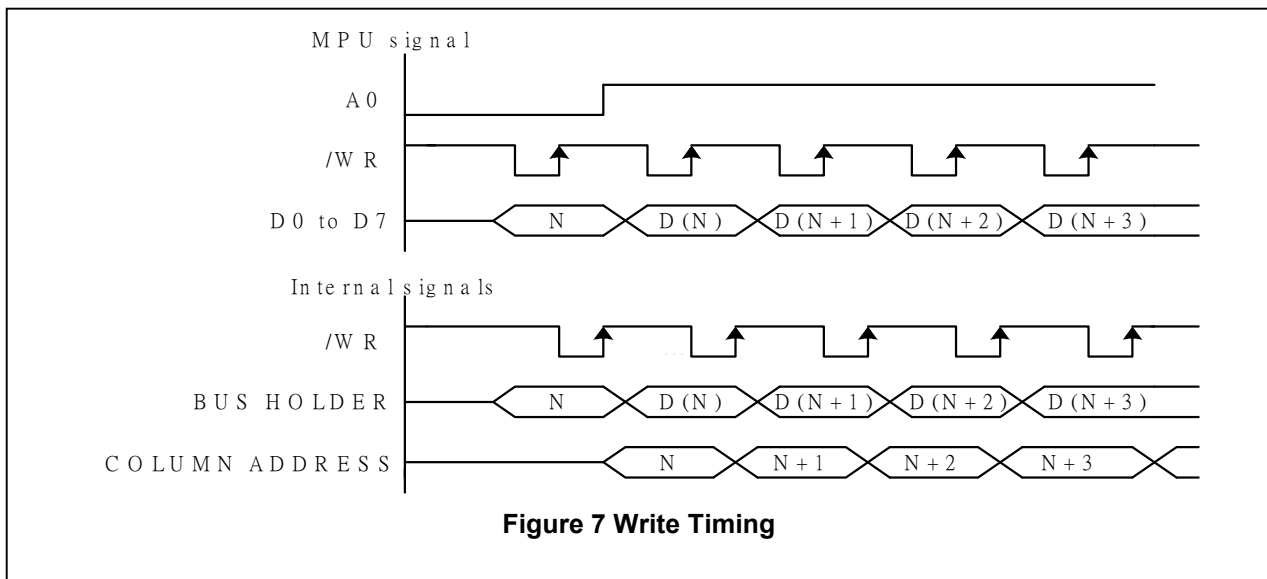 MPU signal
A0
/WR
D0 to D7 N D(N) D(N+1) D(N+2) D(N+3)
Internal signals
/WR
...
BUS HOLDER N D(N) D(N+1) D(N+2) D(N+3)
COLUMN ADDRESS N N+1 N+2 N+3
Figure 7 Write Timing